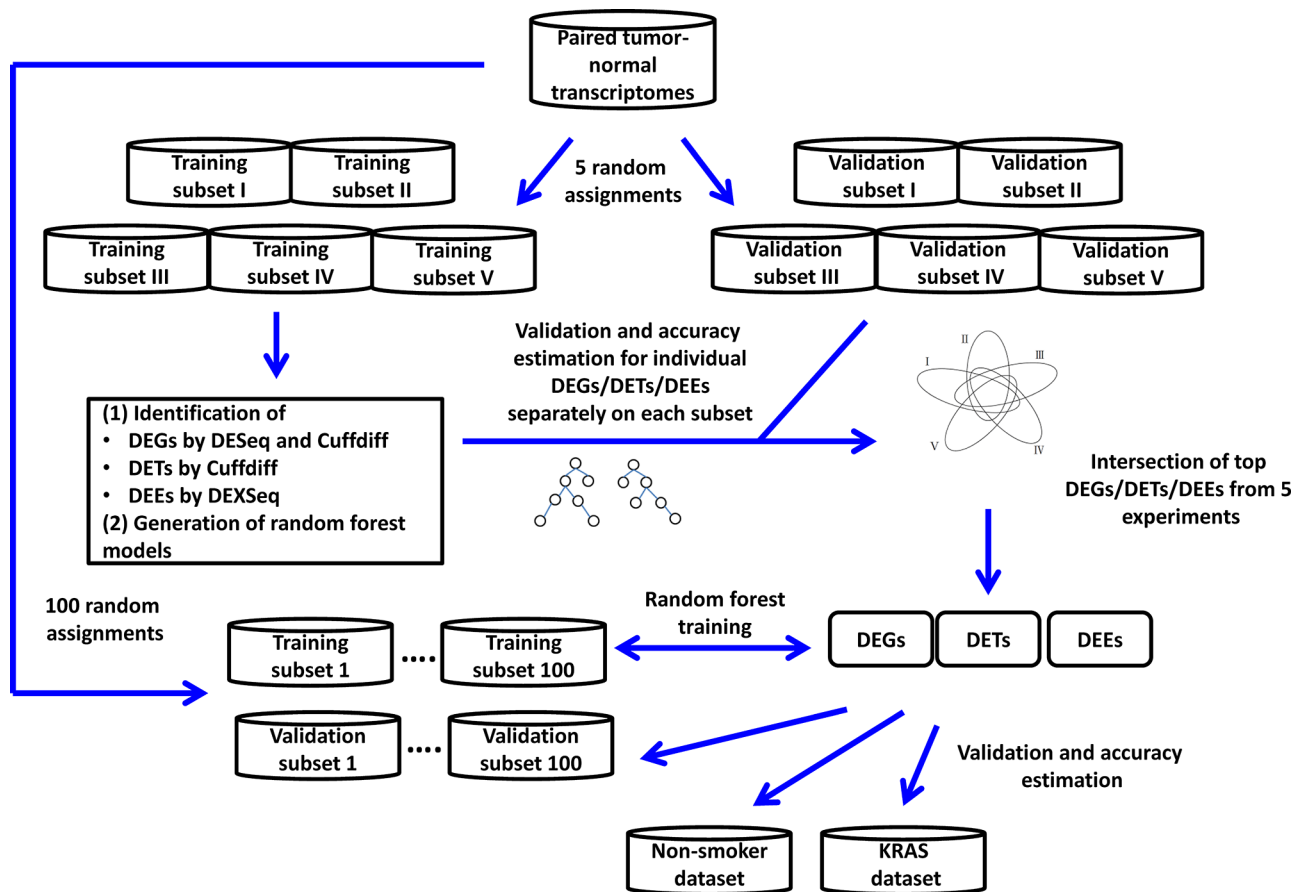 Paired tumor-
normal
transcriptomes
Training
subset I
Training
subset II
5 random
assignments
Validation
subset I
Validation
subset II
Training
subset III
Training
subset IV
Training
subset V
Validation
subset III
Validation
subset IV
Validation
subset V
Validation and accuracy
estimation for individual
DEGs/DETs/DEEs
separately on each subset
I
II
III
IV
V
(1) Identification of
• DEGs by DESeq and Cuffdiff
• DETs by Cuffdiff
• DEEs by DEXSeq
(2) Generation of random forest
models
Intersection of top
DEGs/DETs/DEEs from 5
experiments
100 random
assignments
Training
subset 1
....
Training
subset 100
Random forest
training
DEGs
DETs
DEEs
Validation
subset 1
....
Validation
subset 100
Validation and accuracy
estimation
Non-smoker
dataset
KRAS
dataset